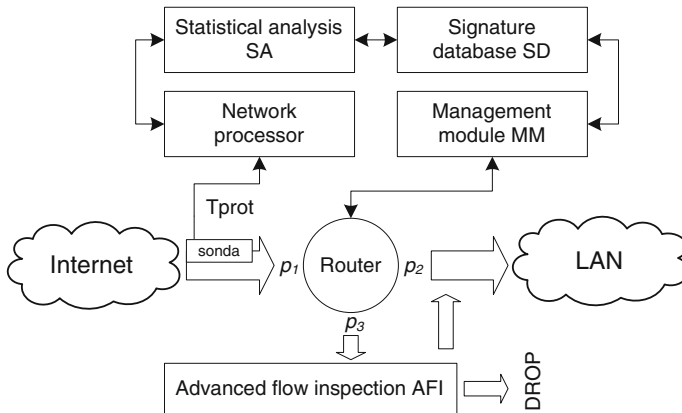 Statistical analysis
SA
Signature
database SD
Network
processor
Management
module MM
Tprot
sonda
Internet
p1
Router
p2
LAN
p3
Advanced flow inspection AFI
DROP